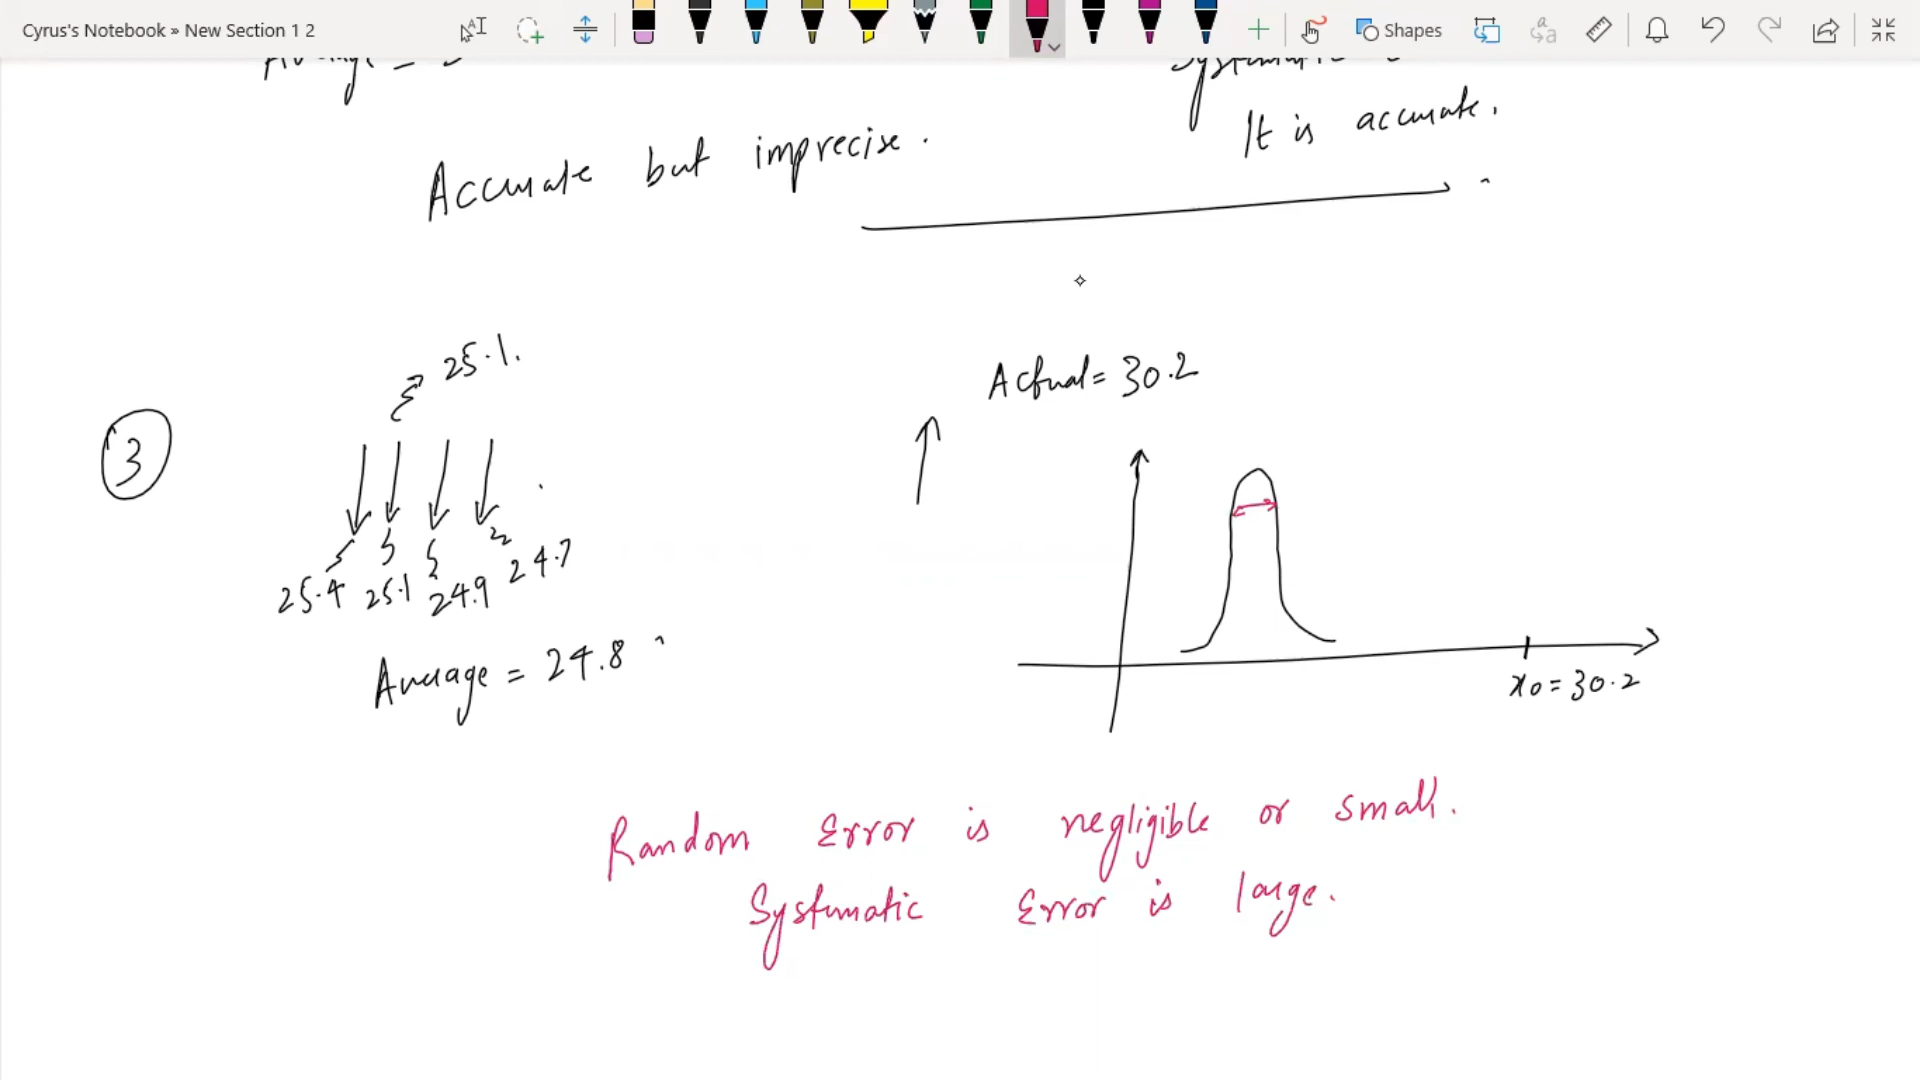 Cyrus's Notebook » New Section 1 2
Shapes
Average =
Systematic
It is accurate.
Accurate but imprecise.
25.1.
Actual = 30.2
3
25.4 25.1 24.9 24.7
Average = 24.8
x0 = 30.2
Random Error is negligible or small.
Systematic Error is large.